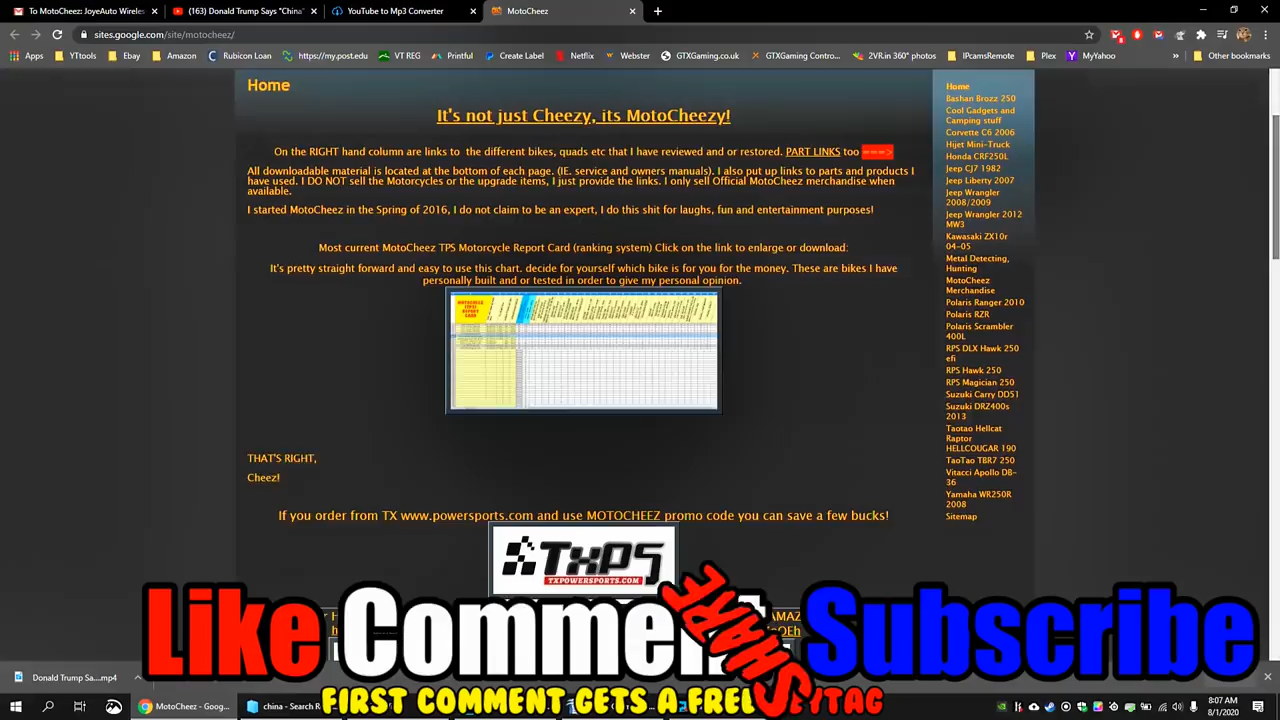 To MotoCheez: JoyeAuto Wireles
(163) Donald Trump Says "China"
JoyeTube to Mp3 Converter
MotoCheez
sites.google.com/site/motocheez/
Apps
YTtools
Ebay
Amazon
Rubicon Loan
https://my.postim
VT REG
Printful
Create Label
Netflix
Webster
GTXGaming.co.uk
GTXGaming Contro...
2VR.in 360° photos
IPcamsRemote
Plex
MyYahoo
»
Other bookmarks
Home
It's not just Cheezy, its MotoCheezy!
On the RIGHT hand column are links to the different bikes, quads etc that I have reviewed and or restored. PART LINKS too ===>
All downloadable material is located at the bottom of each page. (IE. service and owners manuals). I also put up links to parts and products I
have used. I DO NOT sell the Motorcycles or the upgrade items, I just provide the links. I only sell Official MotoCheez merchandise when
available.
I started MotoCheez in the Spring of 2016, I do not claim to be an expert, I do this shit for laughs, fun and entertainment purposes!
Most current MotoCheez TPS Motorcycle Report Card (ranking system) Click on the link to enlarge or download:
It's pretty straight forward and easy to use this chart. decide for yourself which bike is for you for the money. These are bikes I have
personally built and or tested in order to give my personal opinion.
THAT'S RIGHT,
Cheez!
If you order from TX www.powersports.com and use MOTOCHEEZ promo code you can save a few bucks!
TXPS
TXPOWERSPORTS.COM
Home
Bashan Brozz 250
Cool Gadgets and
Camping stuff
Corvette C6 2006
Hijet Mini-Truck
Honda CRF250L
Jeep CJ7 1982
Jeep Liberty 2007
Jeep Wrangler
2008/2009
Jeep Wrangler 2012
MW3
Kawasaki ZX10r
04-05
Metal Detecting,
Hunting
MotoCheez
Merchandise
Polaris Ranger 2010
Polaris RZR
Polaris Scrambler
400L
RPS DLX Hawk 250
efi
RPS Hawk 250
RPS Magician 250
Suzuki Carry DD51
Suzuki DRZ400s
2013
Taotao Hellcat
Raptor
HELLCOUGAR 190
TaoTao TBR7 250
Vitacci Apollo DB-
36
Yamaha WR250R
2008
Sitemap
Like Commen SHARE Subscribe
FIRST COMMENT GETS A FREE EYTAG
Donald Trump Sa....mp4
MotoCheez - Goog...
china - Search R
8:07 AM
8/1/2020